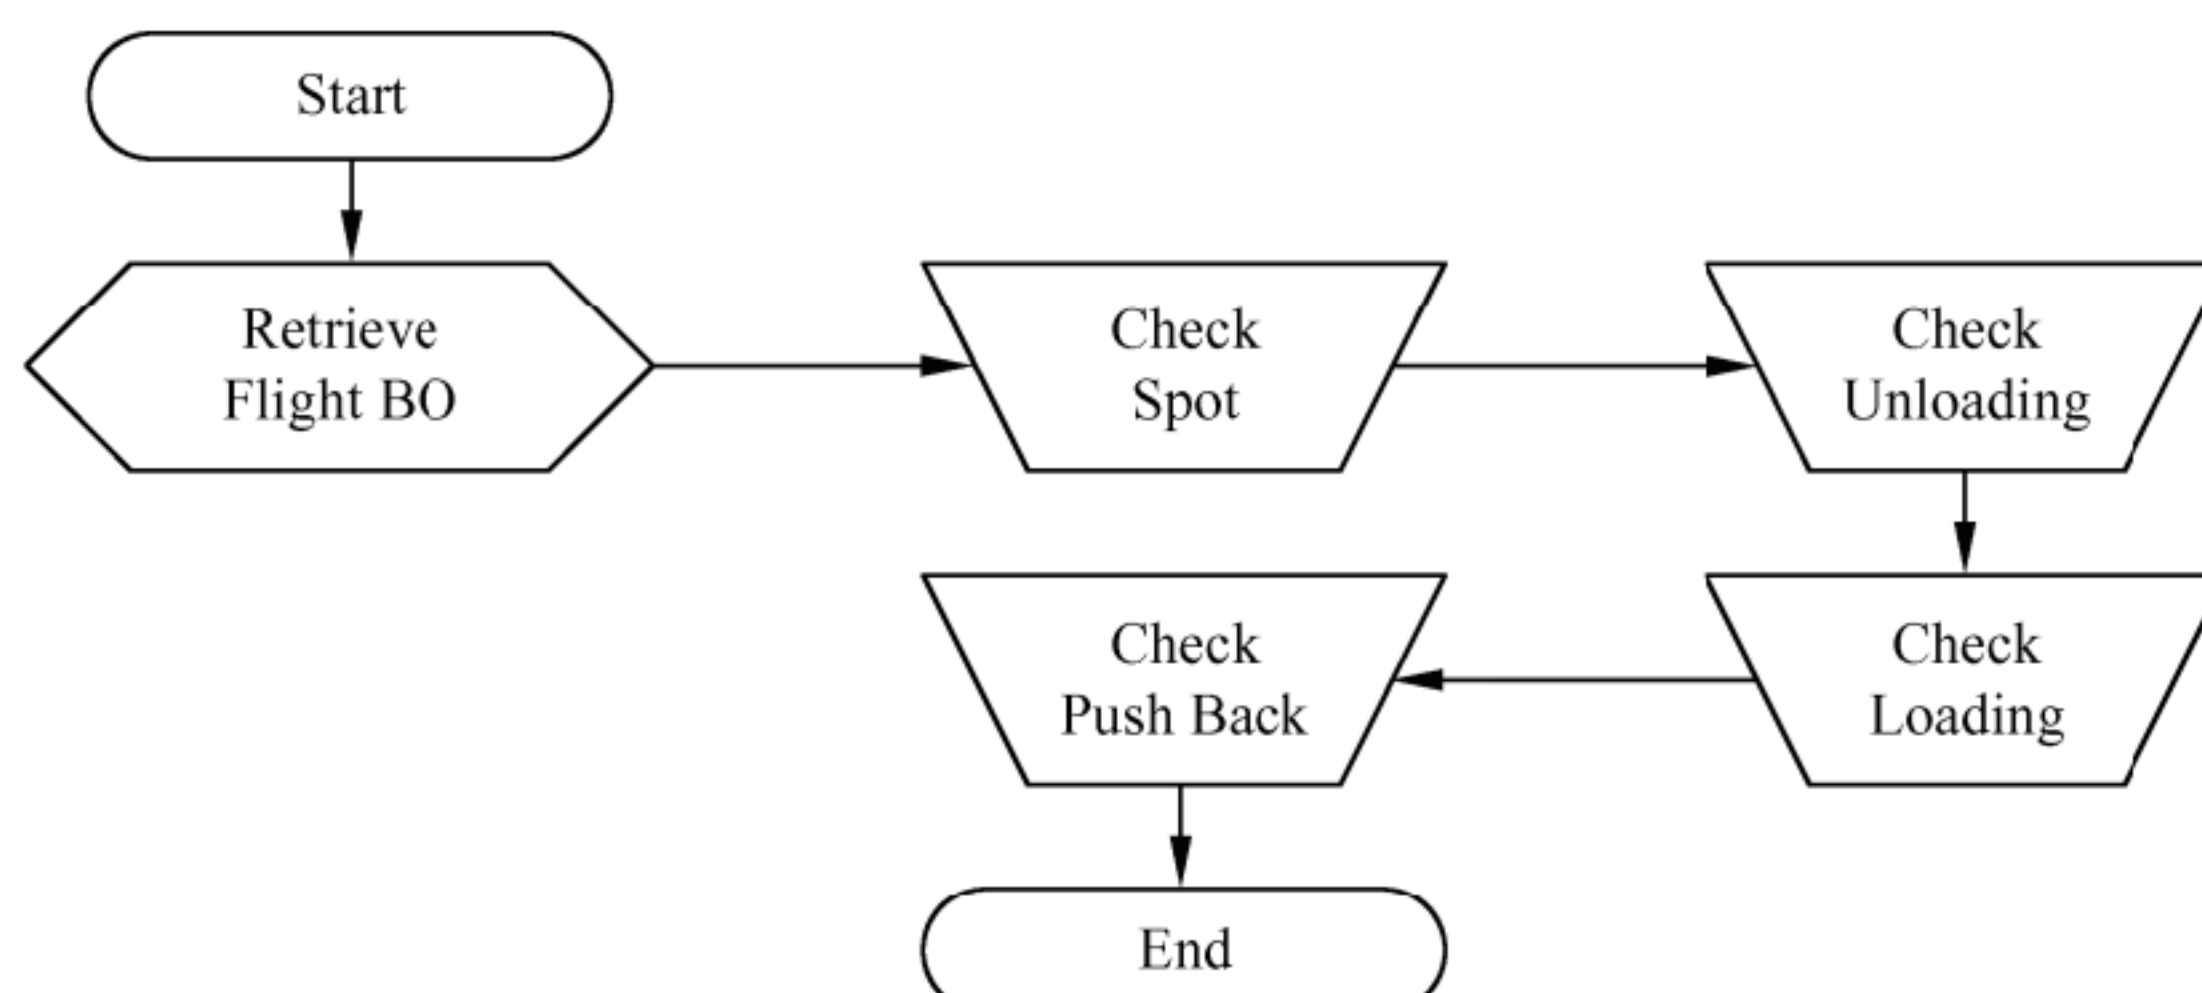 Start
Retrieve
Flight BO
Check
Spot
Check
Unloading
Check
Loading
Check
Push Back
End